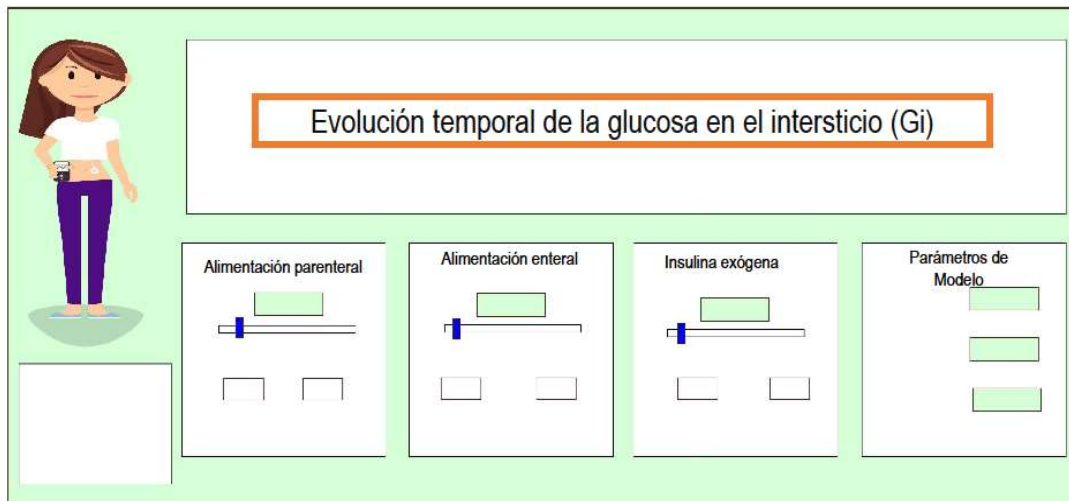 Evolución temporal de la glucosa en el intersticio (Gi)
Alimentación parenteral
Alimentación enteral
Insulina exógena
Parámetros de
Modelo